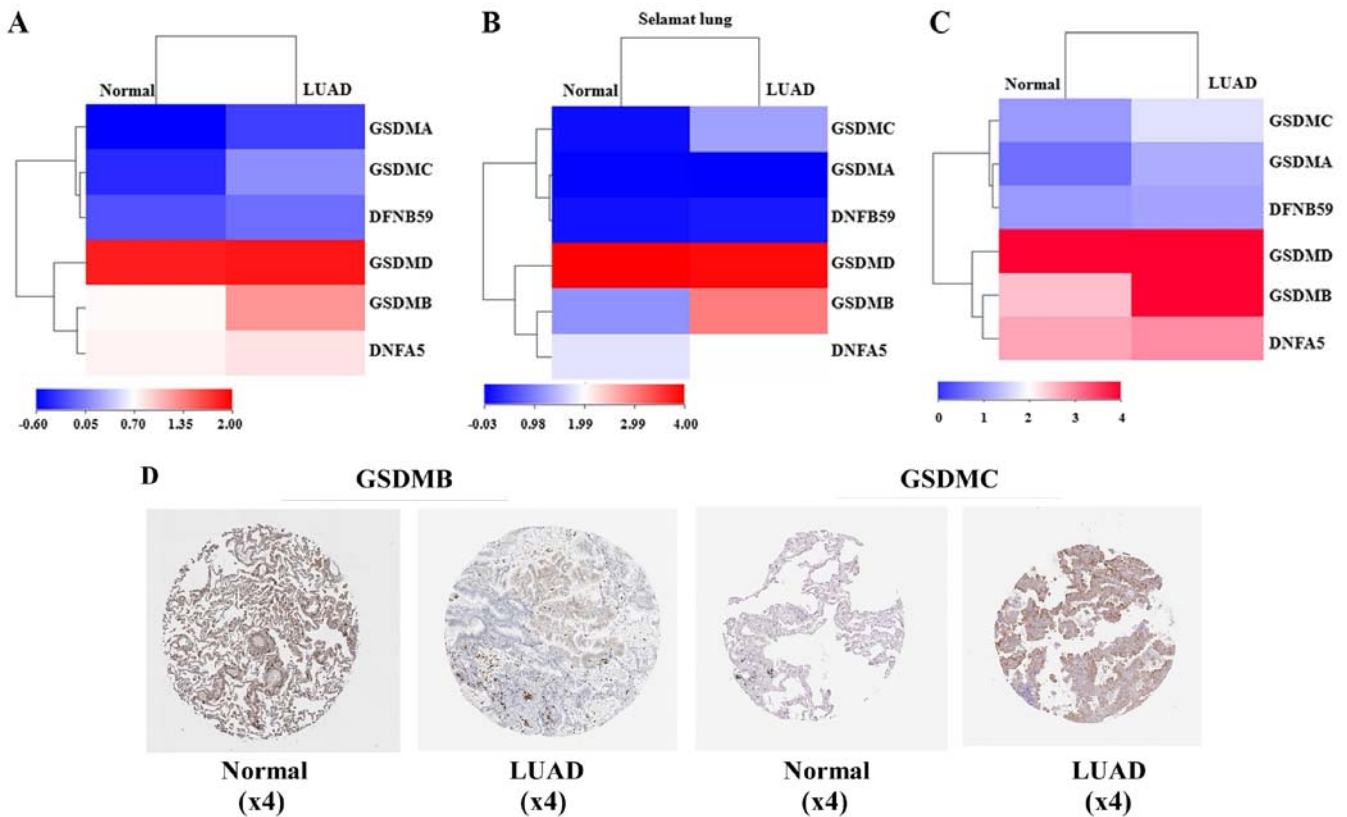 A
Normal
LUAD
GSDMA
GSDMC
DFNB59
GSDMD
GSDMB
DNFA5
-0.60 0.05 0.70 1.35 2.00
B
Selamat lung
Normal
LUAD
GSDMC
GSDMA
DNFB59
GSDMD
GSDMB
DNFA5
-0.03 0.98 1.99 2.99 4.00
C
Normal
LUAD
GSDMC
GSDMA
DFNB59
GSDMD
GSDMB
DNFA5
0 1 2 3 4
D
GSDMB
GSDMC
Normal
(x4)
LUAD
(x4)
Normal
(x4)
LUAD
(x4)